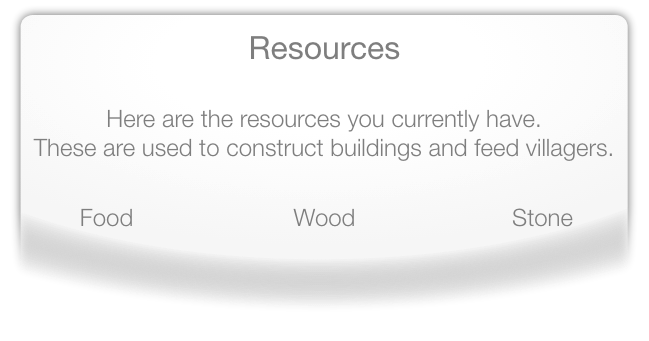 Resources
Here are the resources you currently have.
These are used to construct buildings and feed villagers.
Food Wood Stone